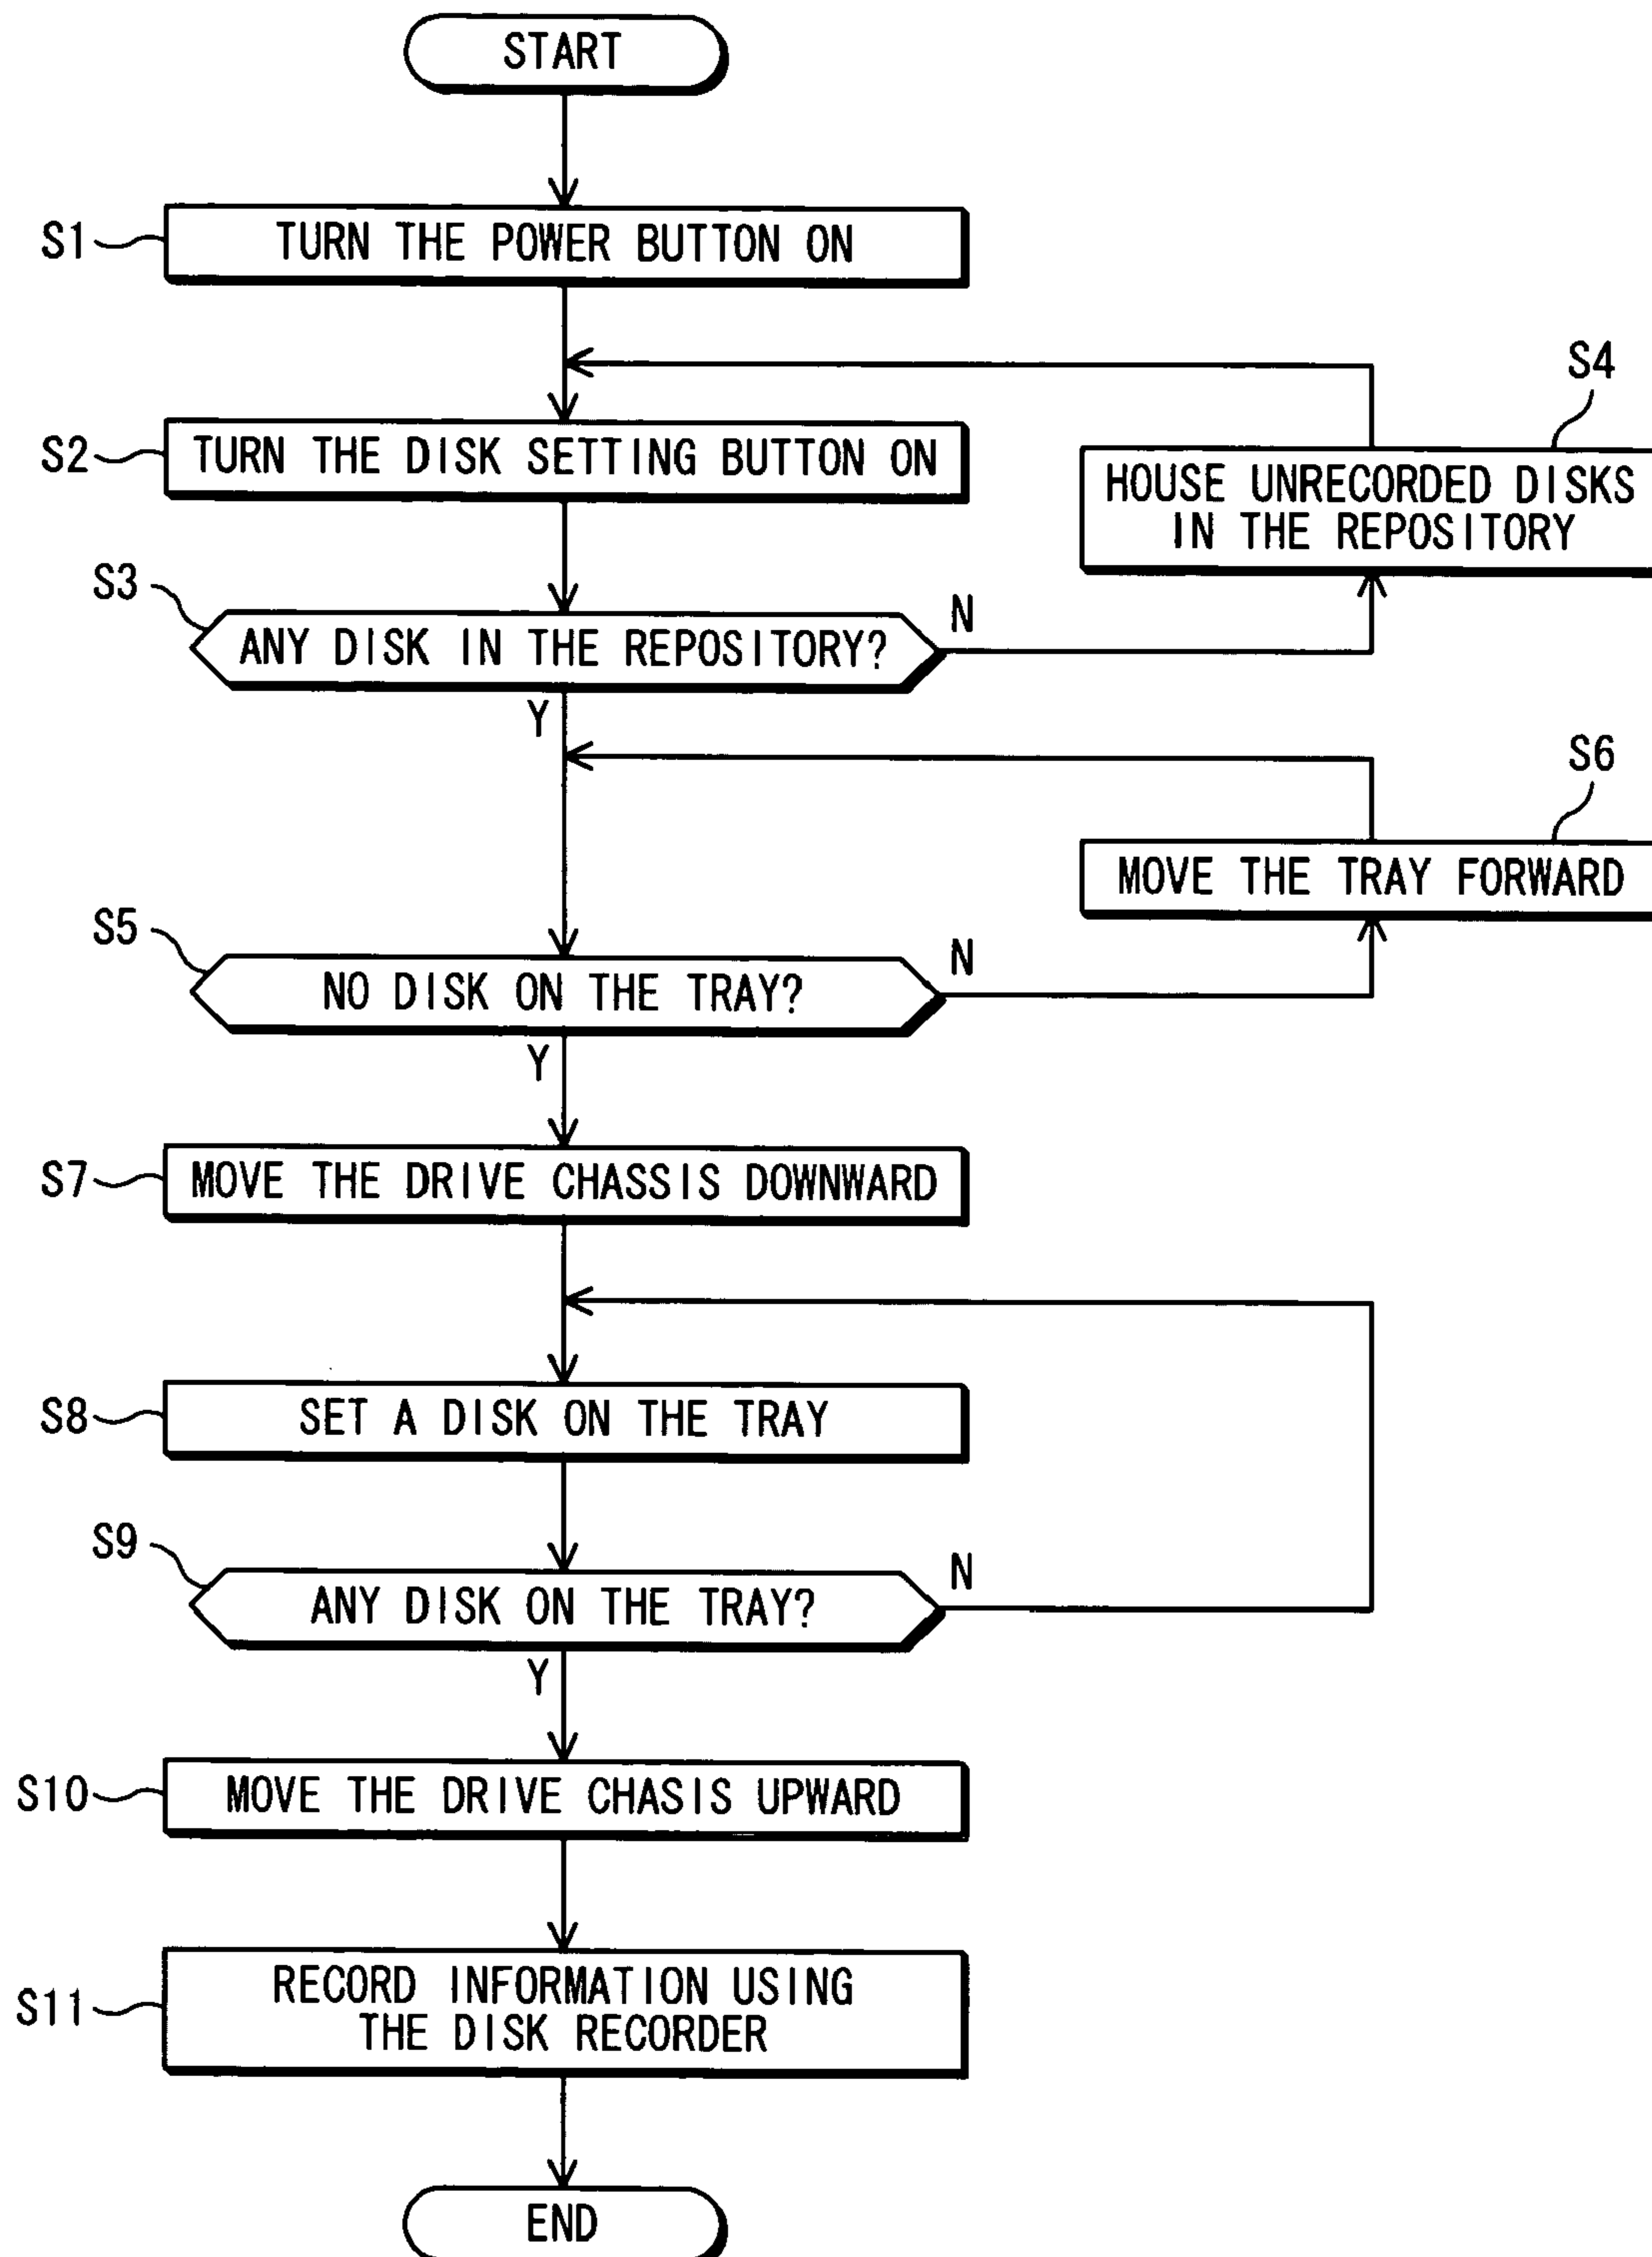 START
S1
TURN THE POWER BUTTON ON
S4
S2
TURN THE DISK SETTING BUTTON ON
HOUSE UNRECORDED DISKS
IN THE REPOSITORY
S3
ANY DISK IN THE REPOSITORY?
N
Y
S6
MOVE THE TRAY FORWARD
S5
NO DISK ON THE TRAY?
N
Y
S7
MOVE THE DRIVE CHASSIS DOWNWARD
S8
SET A DISK ON THE TRAY
S9
ANY DISK ON THE TRAY?
N
Y
S10
MOVE THE DRIVE CHASIS UPWARD
S11
RECORD INFORMATION USING
THE DISK RECORDER
END